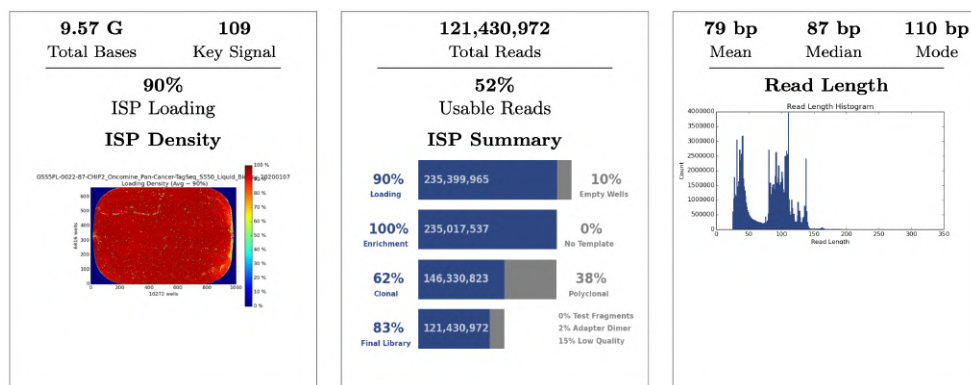 9.57 G
Total Bases
109
Key Signal
90%
ISP Loading
ISP Density
Loading Density (Avg ~ 90%)
100 %
90 %
80 %
70 %
60 %
50 %
40 %
30 %
20 %
10 %
0 %
600
500
400
300
200
100
0
0
200
400
600
800
1000
10272 wells
121,430,972
Total Reads
52%
Usable Reads
ISP Summary
90%
Loading
235,399,965
10%
Empty Wells
100%
Enrichment
235,017,537
0%
No Template
62%
Clonal
146,330,823
38%
Polyclonal
83%
Final Library
121,430,972
0% Test Fragments
2% Adapter Dimer
15% Low Quality
79 bp
Mean
87 bp
Median
110 bp
Mode
Read Length
Read Length Histogram
4000000
3500000
3000000
2500000
2000000
1500000
1000000
500000
0
Count
0
50
100
150
200
250
300
350
Read Length